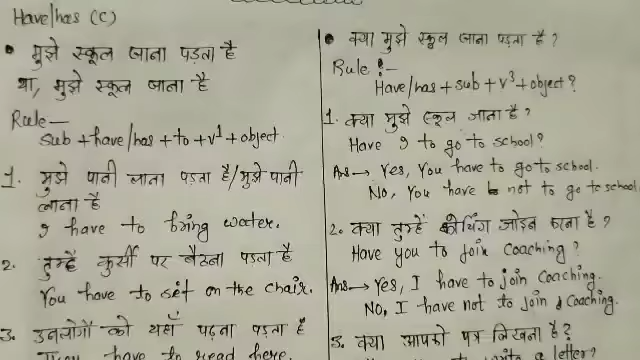 Have/has (C)
• मुझे स्कूल जाना पड़ता है
या, मुझे स्कूल जाना है
Rule—
sub + have/has + to + v¹ + object.
1. मुझे पानी लाना पड़ता है/मुझे पानी
लाना है
I have to bring water.
2. तुम्हें कुर्सी पर बैठना पड़ता है
You have to sit on the chair.
3. उनलोगों को यहाँ पढ़ना पड़ता है
have to read here.
• क्या मुझे स्कूल जाना पड़ता है?
Rule :—
Have/has + sub + v³ + object?
1. क्या मुझे स्कूल जाना है?
Have I to go to school?
Ans → Yes, You have to go to school.
No, You have not to go to school
2. क्या तुम्हें कोचिंग जोइन करना है?
Have you to join coaching?
Ans → Yes, I have to join coaching.
No, I have not to join coaching.
3. क्या आपको पत्र लिखना है?
letter?